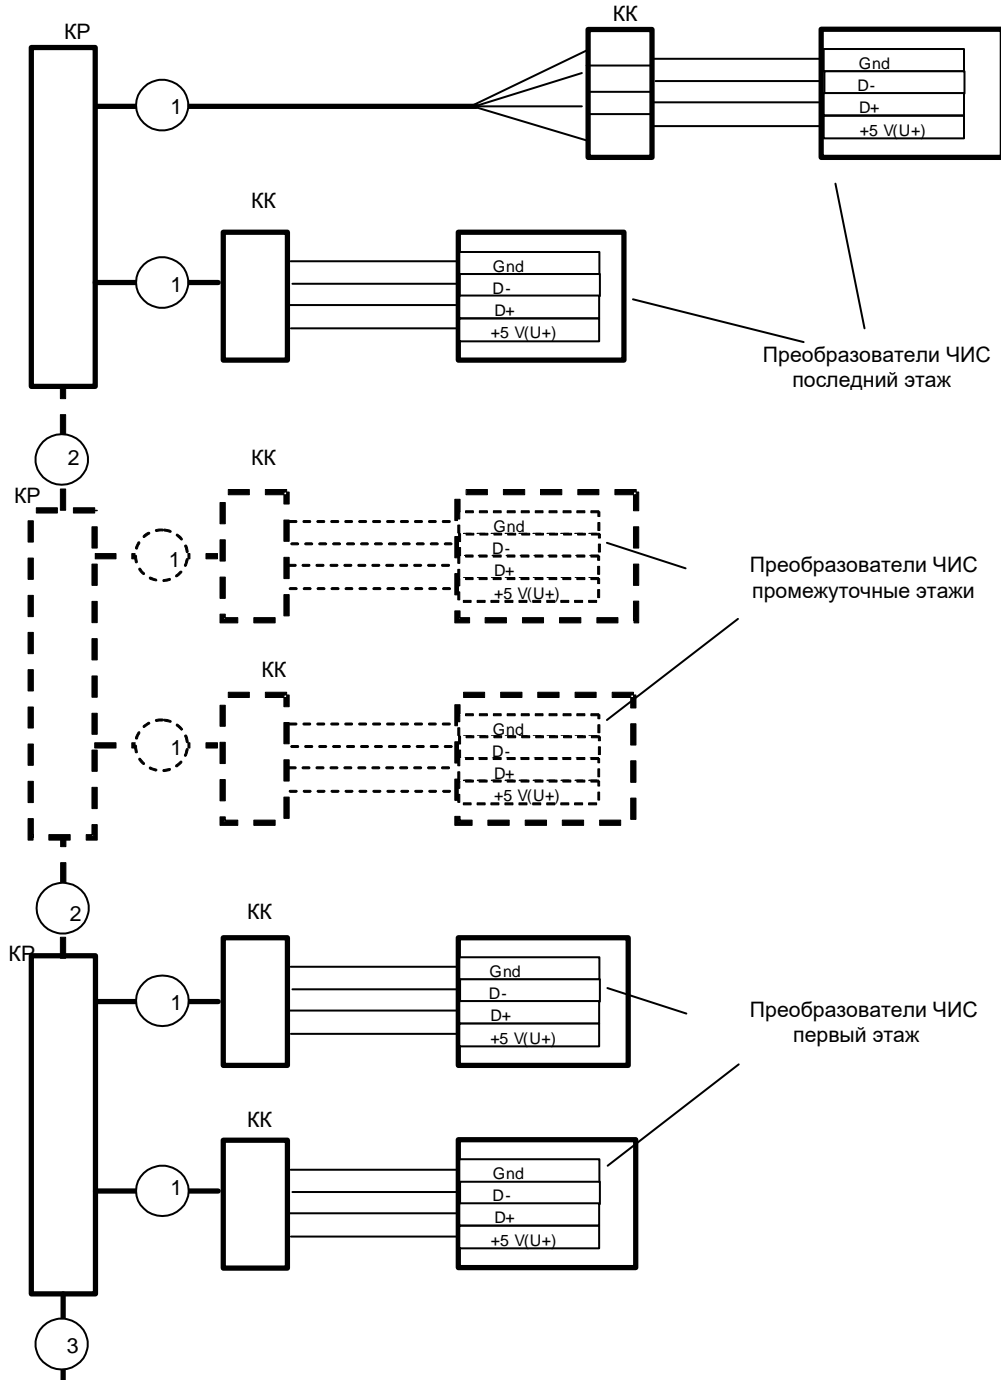 КР
КК
1
Gnd
D-
D+
+5 V(U+)
КК
1
Gnd
D-
D+
+5 V(U+)
Преобразователи ЧИС
последний этаж
2
КР
КК
1
Gnd
D-
D+
+5 V(U+)
Преобразователи ЧИС
промежуточные этажи
КК
1
Gnd
D-
D+
+5 V(U+)
2
КР
КК
1
Gnd
D-
D+
+5 V(U+)
Преобразователи ЧИС
первый этаж
КК
1
Gnd
D-
D+
+5 V(U+)
3